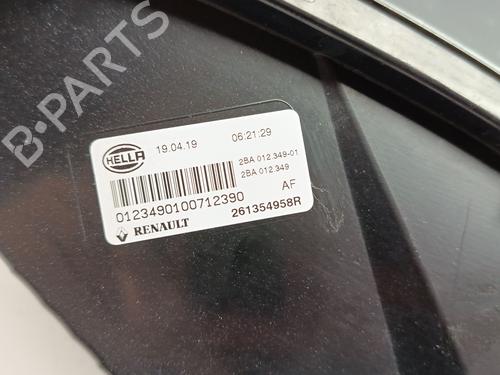 B-PARTS
HELLA
19.04.19 06:21:29
2BA 012.349-01
2BA 012.349
AF
0123490100712390
261354958R
RENAULT